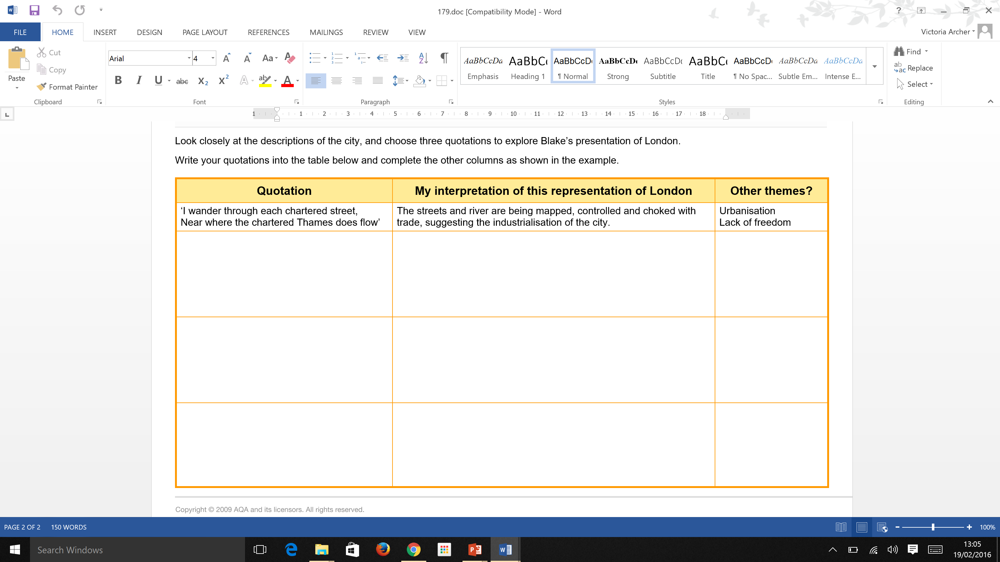 179.doc [Compatibility Mode] - Word
FILE HOME INSERT DESIGN PAGE LAYOUT REFERENCES MAILINGS REVIEW VIEW Victoria Archer
Paste
Cut
Copy
Format Painter
Clipboard
Arial 4
Font
Paragraph
AaBbCcDa AaBbC AaBbCcD AaBbCcD AaBbCcD AaBbC AaBbCcD AaBbCcDa AaBbCcDa
Emphasis Heading 1 ¶ Normal Strong Subtitle Title ¶ No Spac... Subtle Em... Intense E...
Styles
Find
Replace
Select
Editing
1 1 2 3 4 5 6 7 8 9 10 11 12 13 14 15 16 17 18
Look closely at the descriptions of the city, and choose three quotations to explore Blake’s presentation of London.
Write your quotations into the table below and complete the other columns as shown in the example.
Quotation
My interpretation of this representation of London
Other themes?
‘I wander through each chartered street,
Near where the chartered Thames does flow’
The streets and river are being mapped, controlled and choked with
trade, suggesting the industrialisation of the city.
Urbanisation
Lack of freedom
Copyright © 2009 AQA and its licensors. All rights reserved.
PAGE 2 OF 2 150 WORDS 100%
Search Windows
13:05
19/02/2016